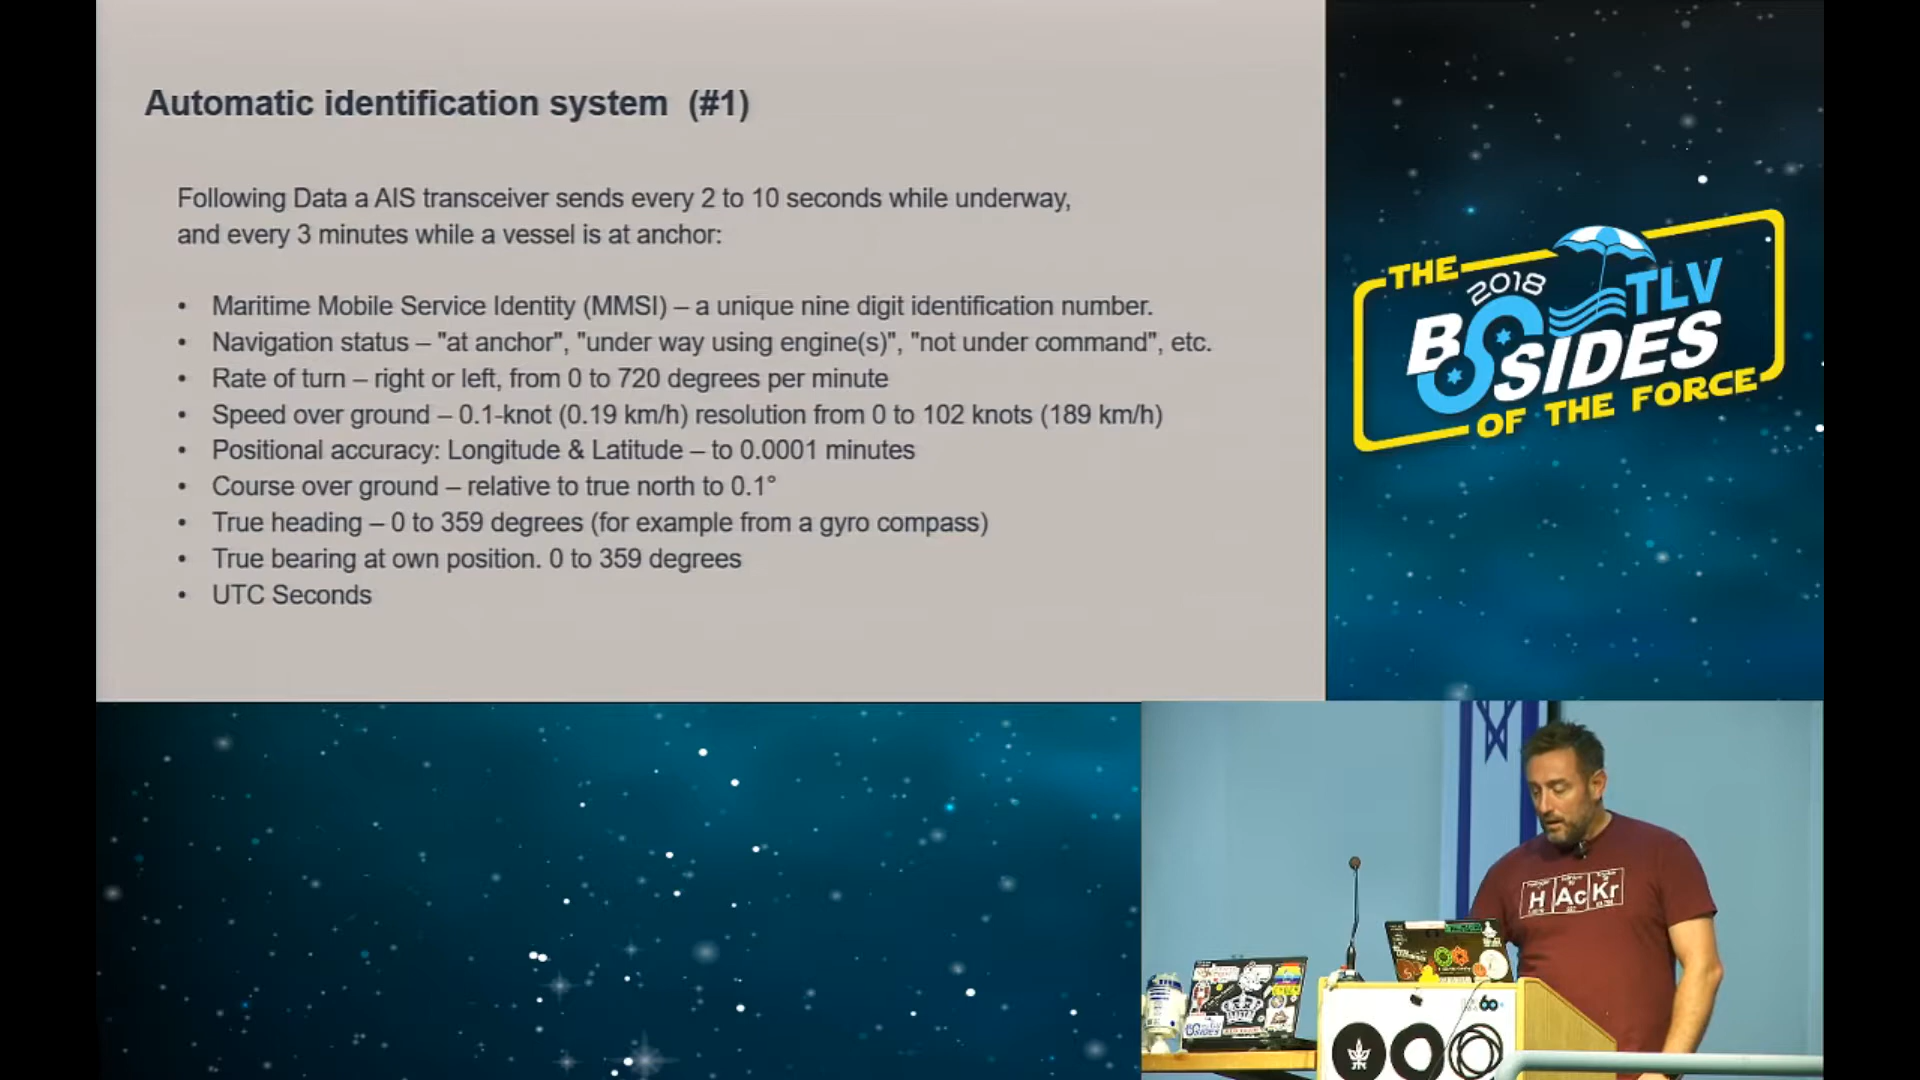 Automatic identification system (#1)
Following Data a AIS transceiver sends every 2 to 10 seconds while underway,
and every 3 minutes while a vessel is at anchor:
• Maritime Mobile Service Identity (MMSI) – a unique nine digit identification number.
• Navigation status – "at anchor", "under way using engine(s)", "not under command", etc.
• Rate of turn – right or left, from 0 to 720 degrees per minute
• Speed over ground – 0.1-knot (0.19 km/h) resolution from 0 to 102 knots (189 km/h)
• Positional accuracy: Longitude & Latitude – to 0.0001 minutes
• Course over ground – relative to true north to 0.1°
• True heading – 0 to 359 degrees (for example from a gyro compass)
• True bearing at own position. 0 to 359 degrees
• UTC Seconds
THE
2018
TLV
BSIDES
OF THE FORCE
H Ac Kr
SIDES
60